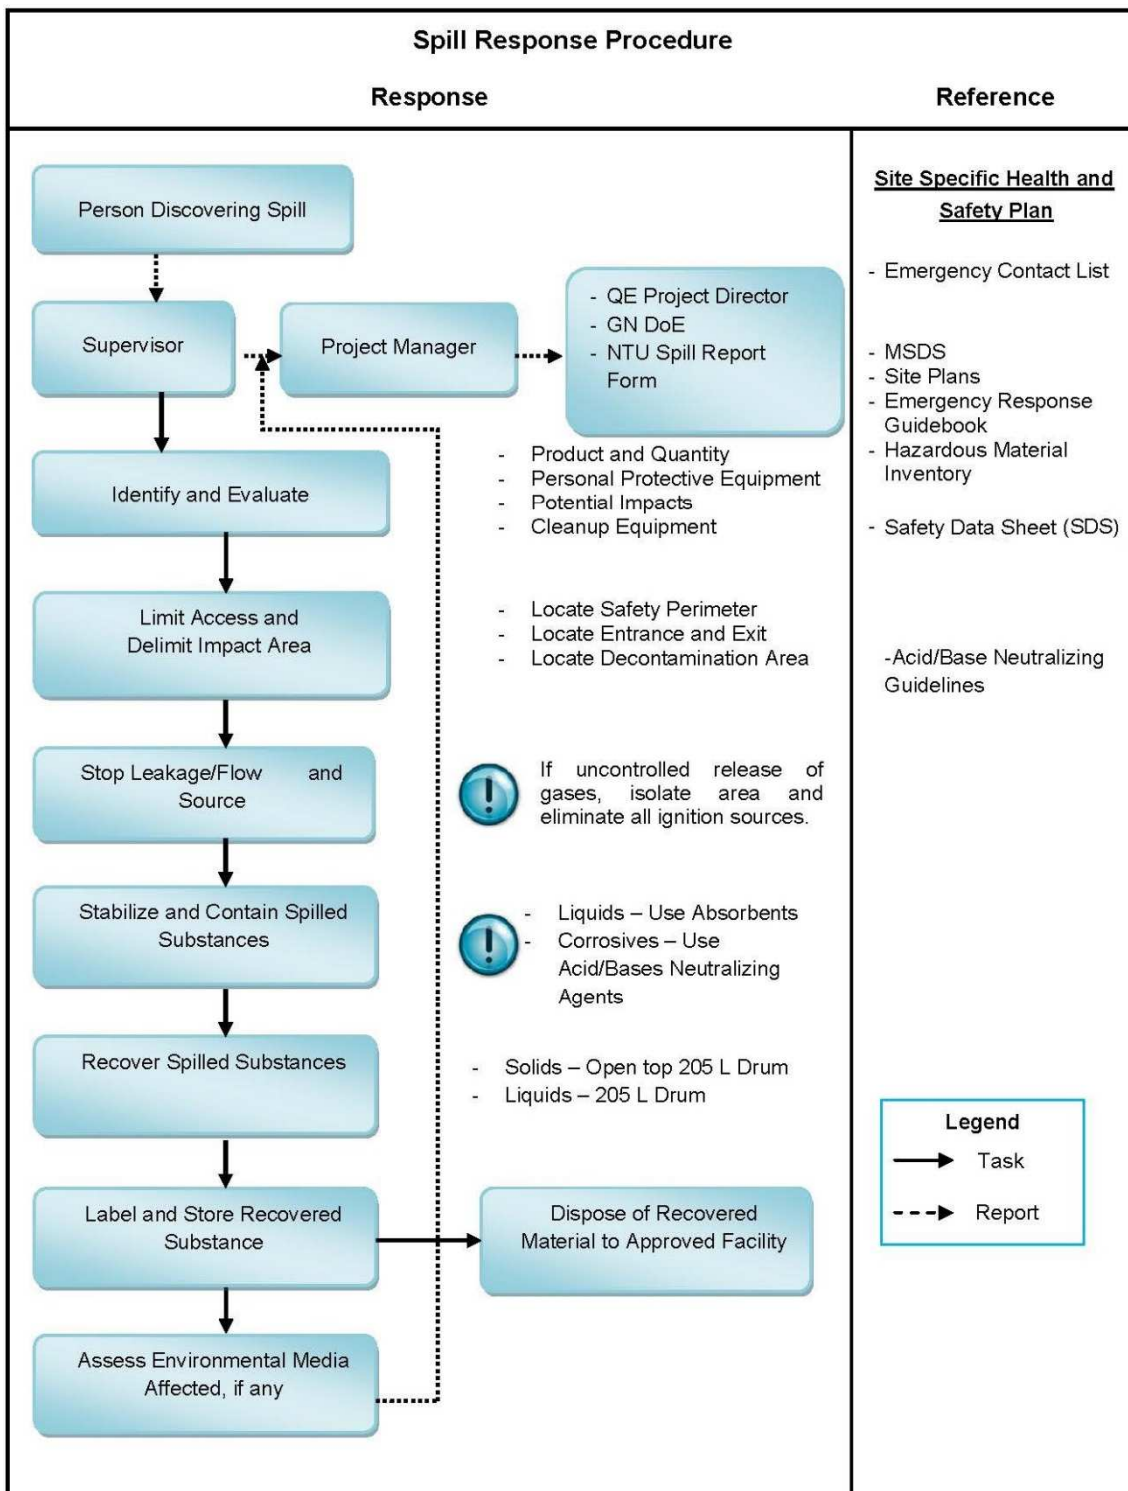 Spill Response Procedure
Response
Reference
Person Discovering Spill
Supervisor
Project Manager
- QE Project Director
- GN DoE
- NTU Spill Report
Form
Identify and Evaluate
- Product and Quantity
- Personal Protective Equipment
- Potential Impacts
- Cleanup Equipment
Limit Access and
Delimit Impact Area
- Locate Safety Perimeter
- Locate Entrance and Exit
- Locate Decontamination Area
Stop Leakage/Flow and
Source
If uncontrolled release of
gases, isolate area and
eliminate all ignition sources.
Stabilize and Contain Spilled
Substances
- Liquids – Use Absorbents
- Corrosives – Use
Acid/Bases Neutralizing
Agents
Recover Spilled Substances
- Solids – Open top 205 L Drum
- Liquids – 205 L Drum
Label and Store Recovered
Substance
Dispose of Recovered
Material to Approved Facility
Assess Environmental Media
Affected, if any
Site Specific Health and
Safety Plan
- Emergency Contact List
- MSDS
- Site Plans
- Emergency Response
Guidebook
- Hazardous Material
Inventory
- Safety Data Sheet (SDS)
-Acid/Base Neutralizing
Guidelines
Legend
Task
Report